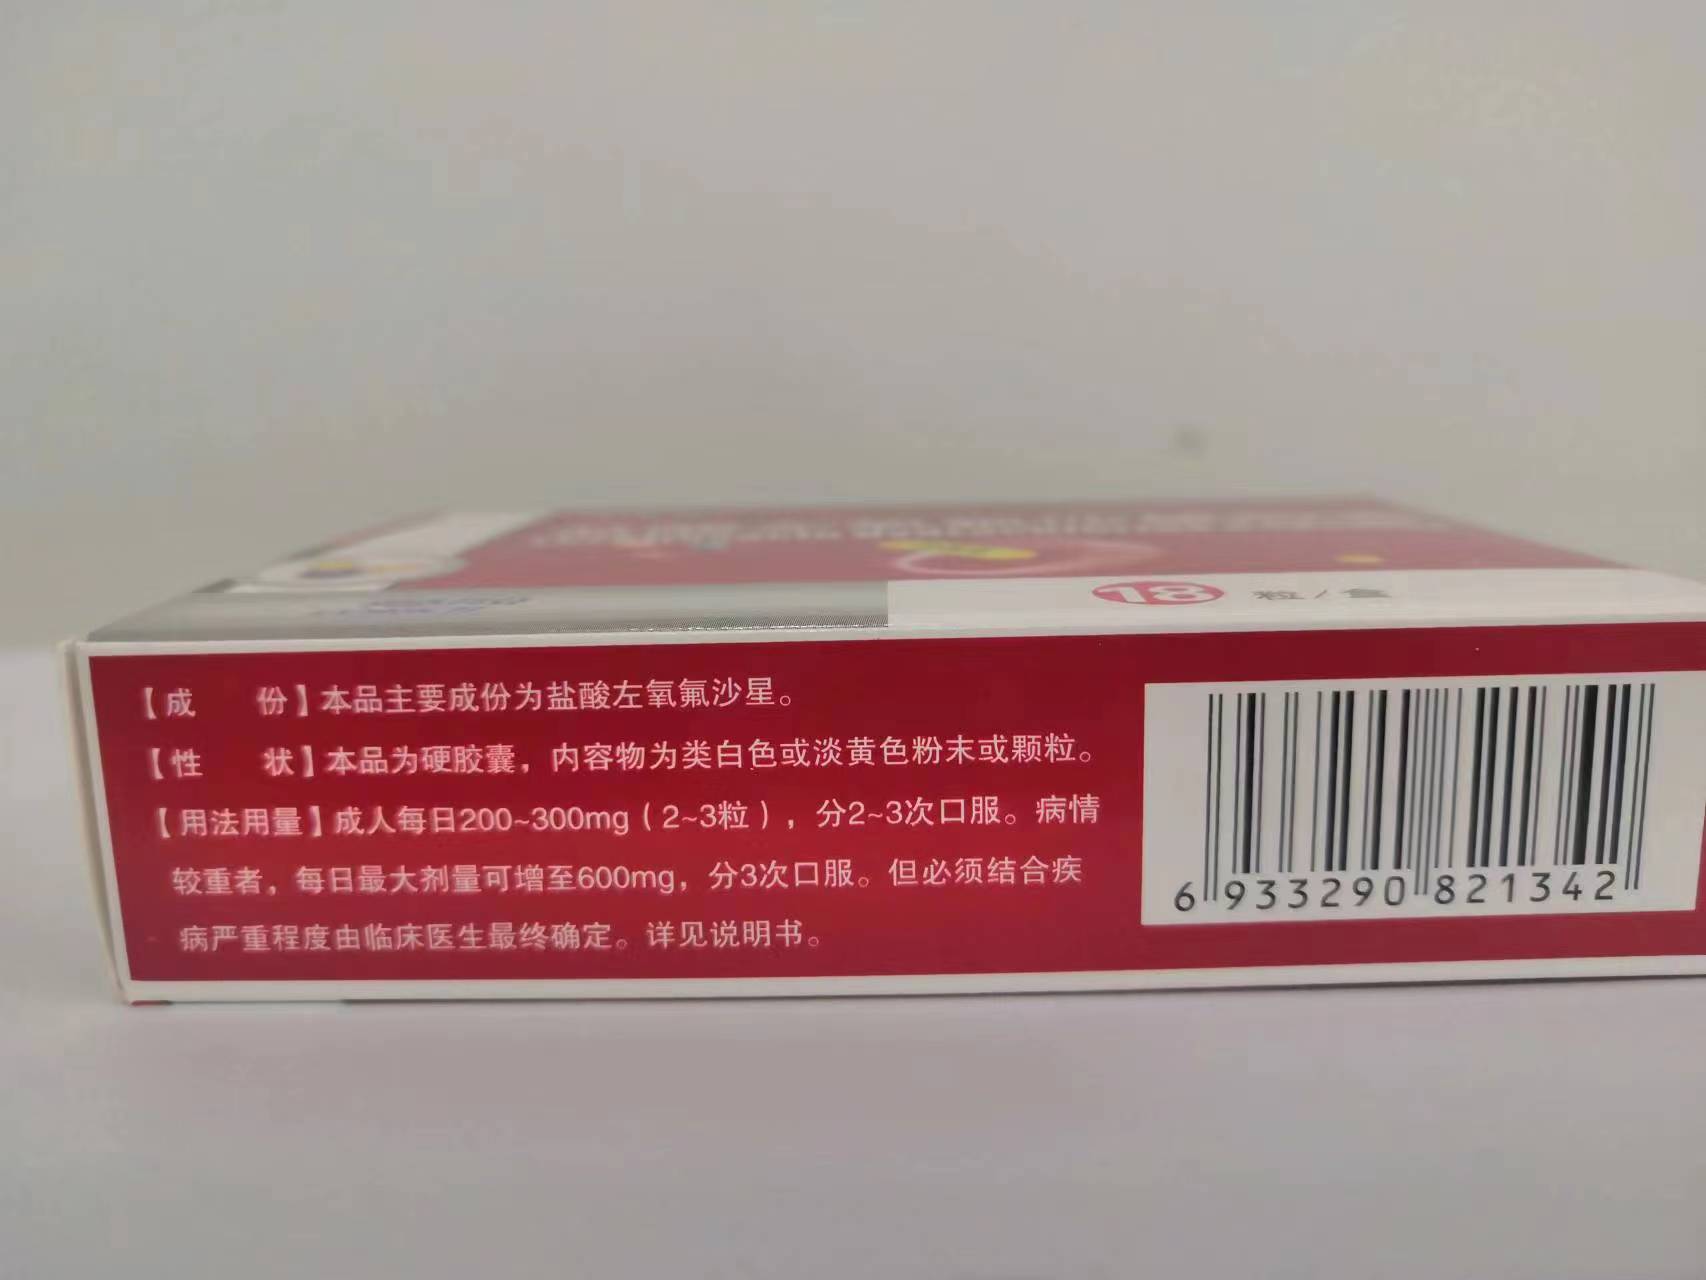 18 粒/盒
【成 份】本品主要成份为盐酸左氧氟沙星。
【性 状】本品为硬胶囊，内容物为类白色或淡黄色粉末或颗粒。
【用法用量】成人每日200~300mg（2~3粒），分2~3次口服。病情
较重者，每日最大剂量可增至600mg，分3次口服。但必须结合疾
病严重程度由临床医生最终确定。详见说明书。
6 933290 821342